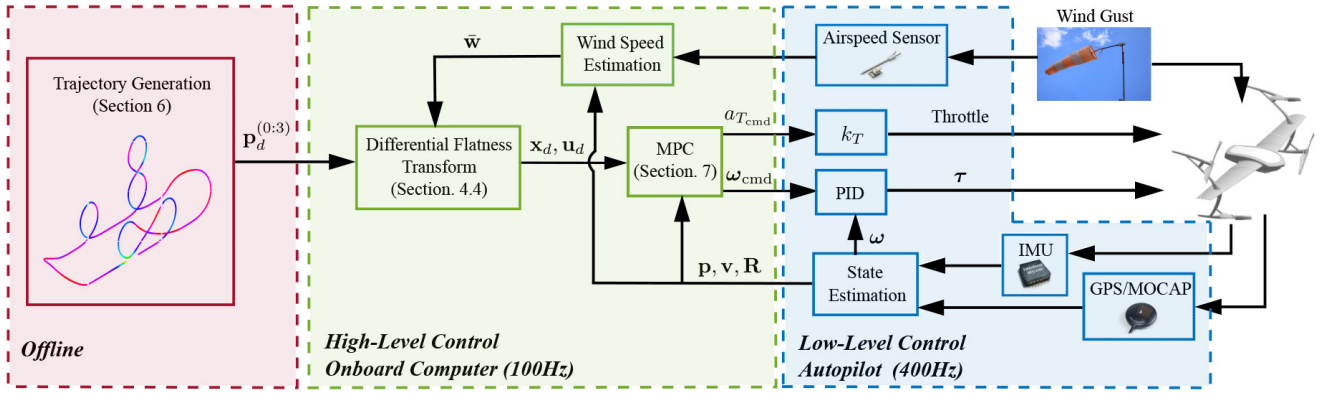 Trajectory Generation
(Section 6)
p_d^{(0:3)}
Offline
w̄
Wind Speed
Estimation
Differential Flatness
Transform
(Section. 4.4)
x_d, u_d
MPC
(Section. 7)
a_{T_cmd}
ω_cmd
p, v, R
High-Level Control
Onboard Computer (100Hz)
Airspeed Sensor
k_T
Throttle
PID
τ
ω
State
Estimation
IMU
GPS/MOCAP
Low-Level Control
Autopilot (400Hz)
Wind Gust